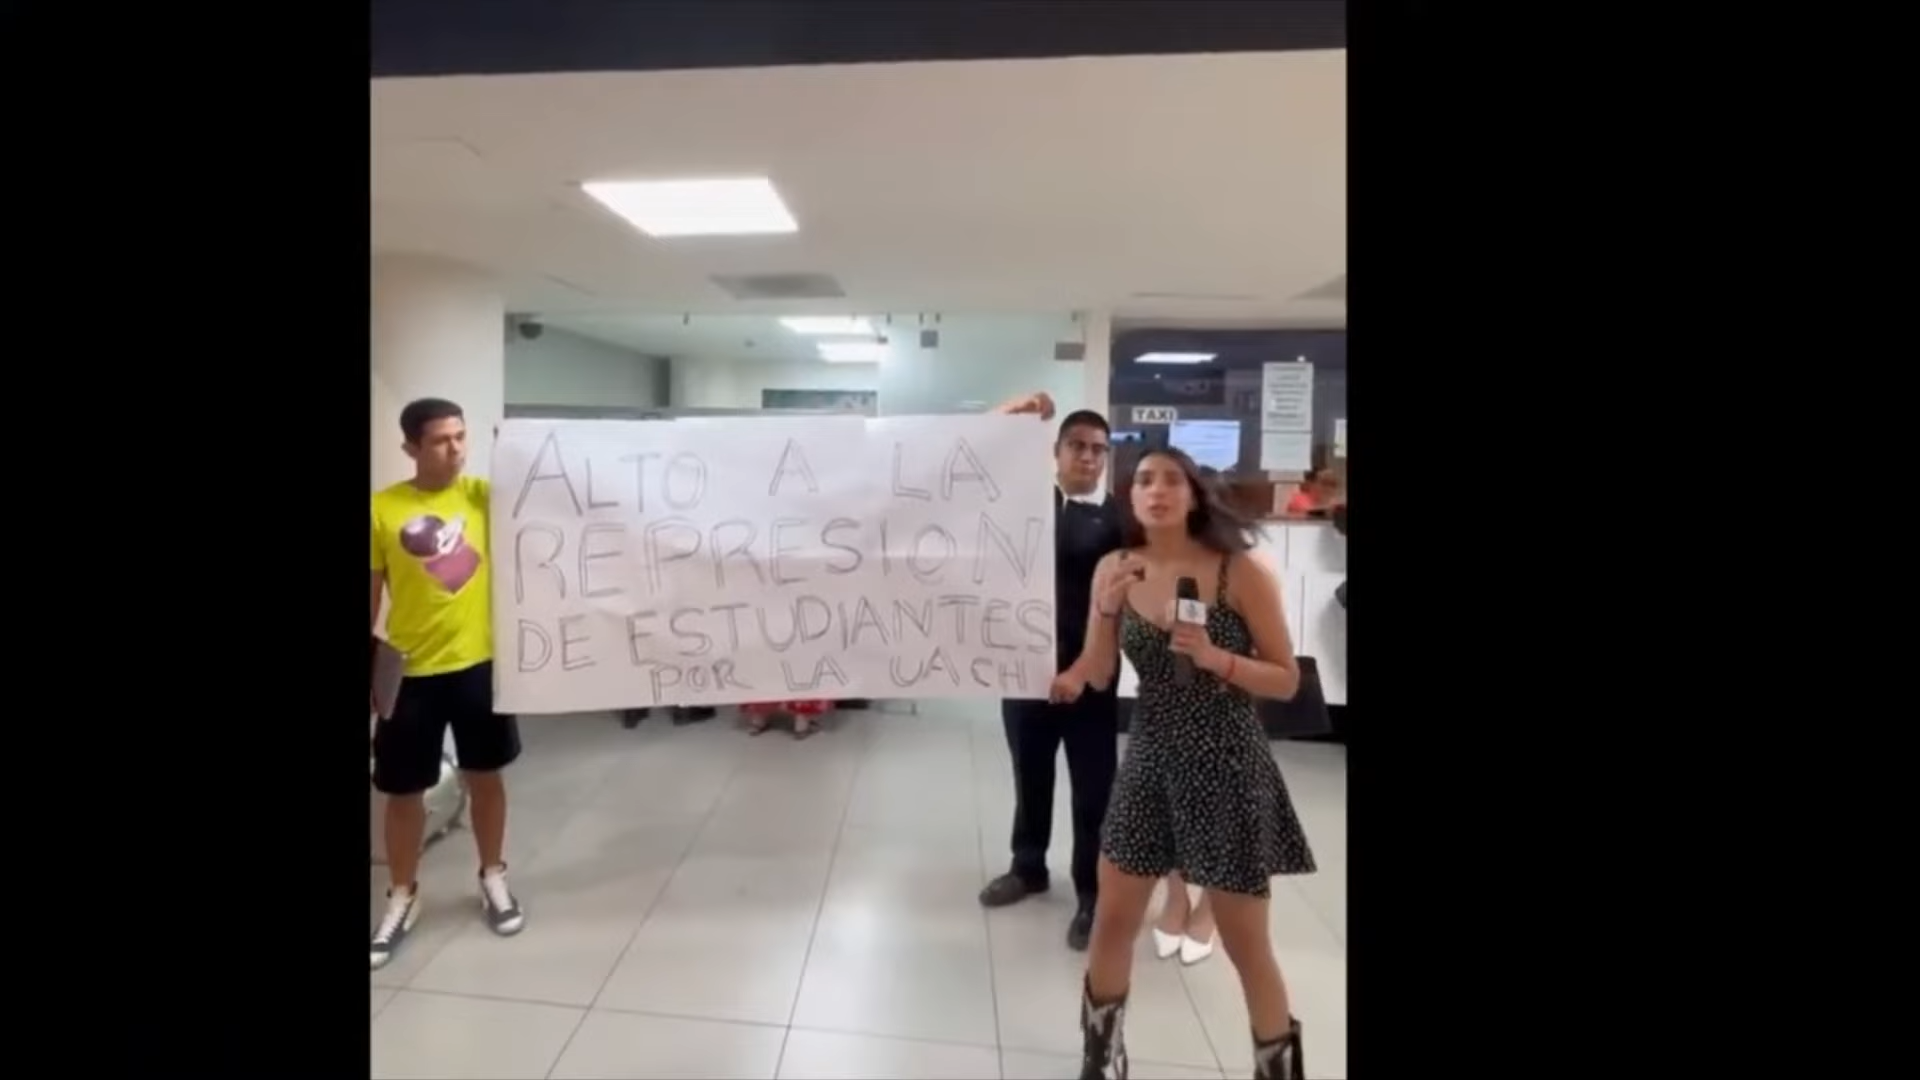 ALTO A LA
REPRESION
DE ESTUDIANTES
POR LA UACH
TAXI